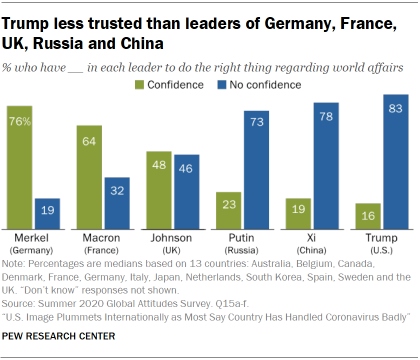 Trump less trusted than leaders of Germany, France,
UK, Russia and China
% who have __ in each leader to do the right thing regarding world affairs
Confidence No confidence
76% 19 64 32 48 46 23 73 19 78 16 83
Merkel Macron Johnson Putin Xi Trump
(Germany) (France) (UK) (Russia) (China) (U.S.)
Note: Percentages are medians based on 13 countries: Australia, Belgium, Canada,
Denmark, France, Germany, Italy, Japan, Netherlands, South Korea, Spain, Sweden and the
UK. “Don’t know” responses not shown.
Source: Summer 2020 Global Attitudes Survey. Q15a-f.
“U.S. Image Plummets Internationally as Most Say Country Has Handled Coronavirus Badly”
PEW RESEARCH CENTER